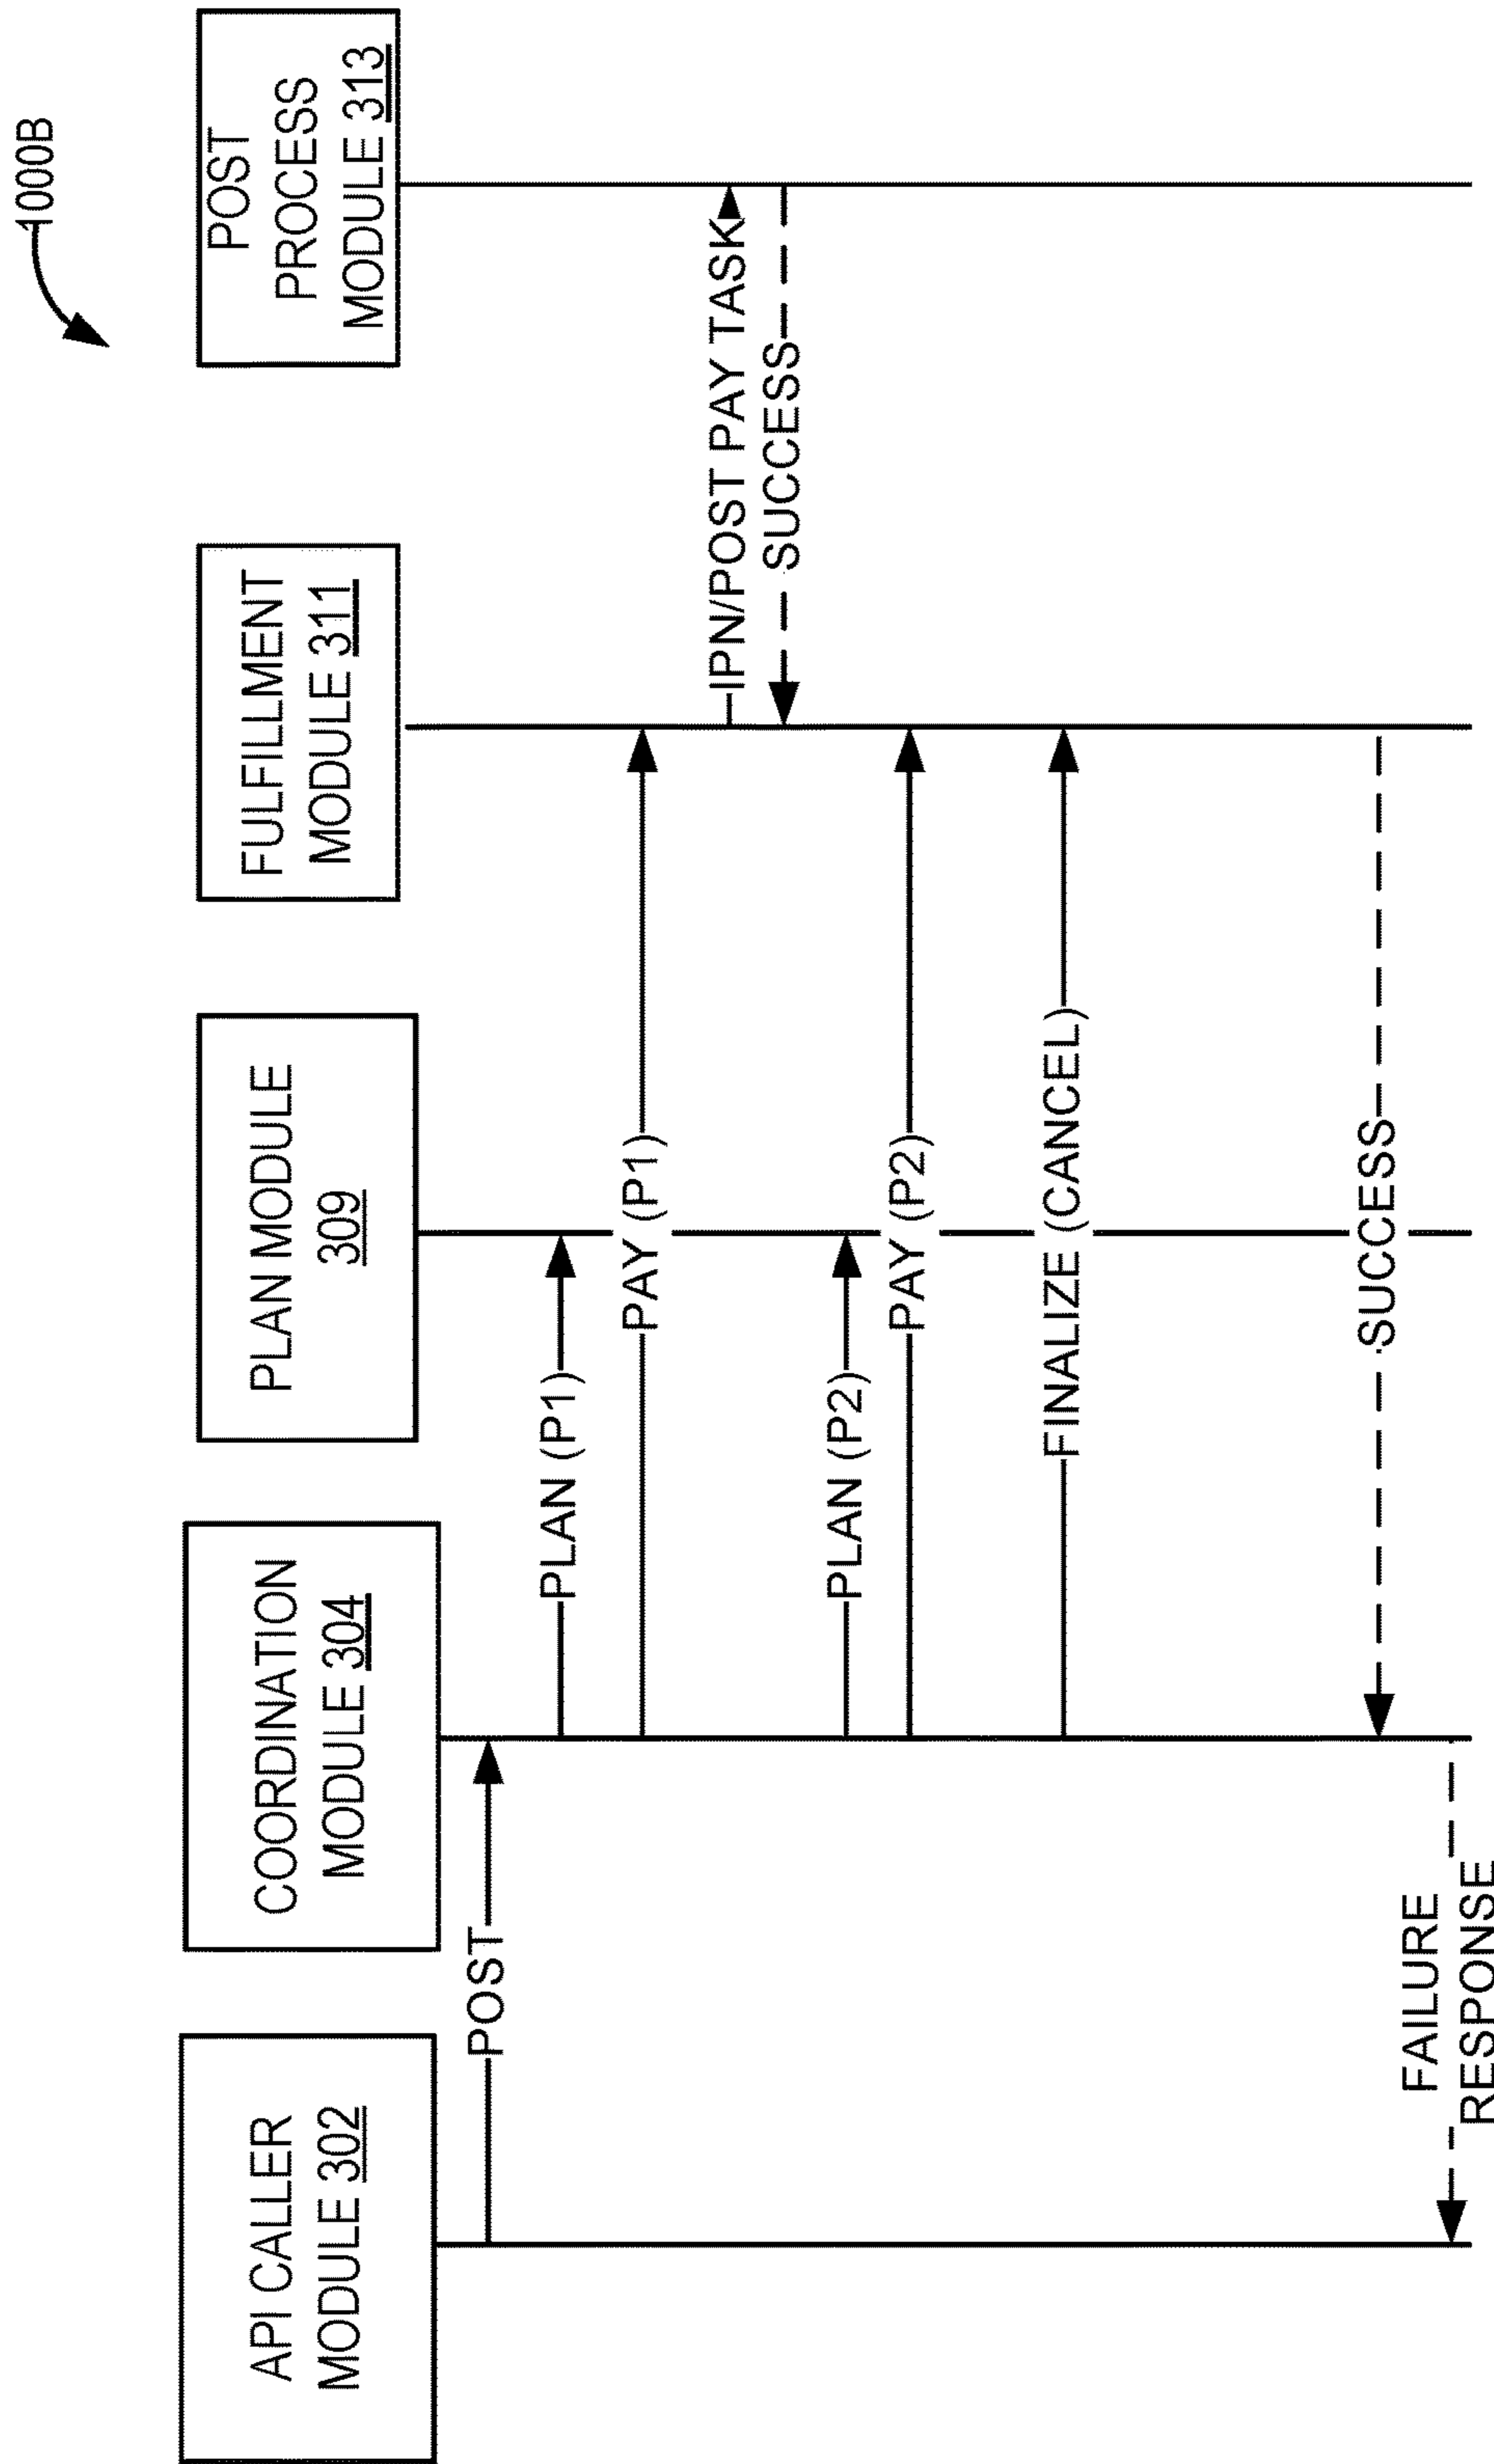 1000B
API CALLER
MODULE 302
COORDINATION
MODULE 304
PLAN MODULE
309
FULFILLMENT
MODULE 311
POST
PROCESS
MODULE 313
POST
PLAN (P1)
PAY (P1)
IPN/POST PAY TASK
SUCCESS
PLAN (P2)
PAY (P2)
FINALIZE (CANCEL)
SUCCESS
FAILURE
RESPONSE